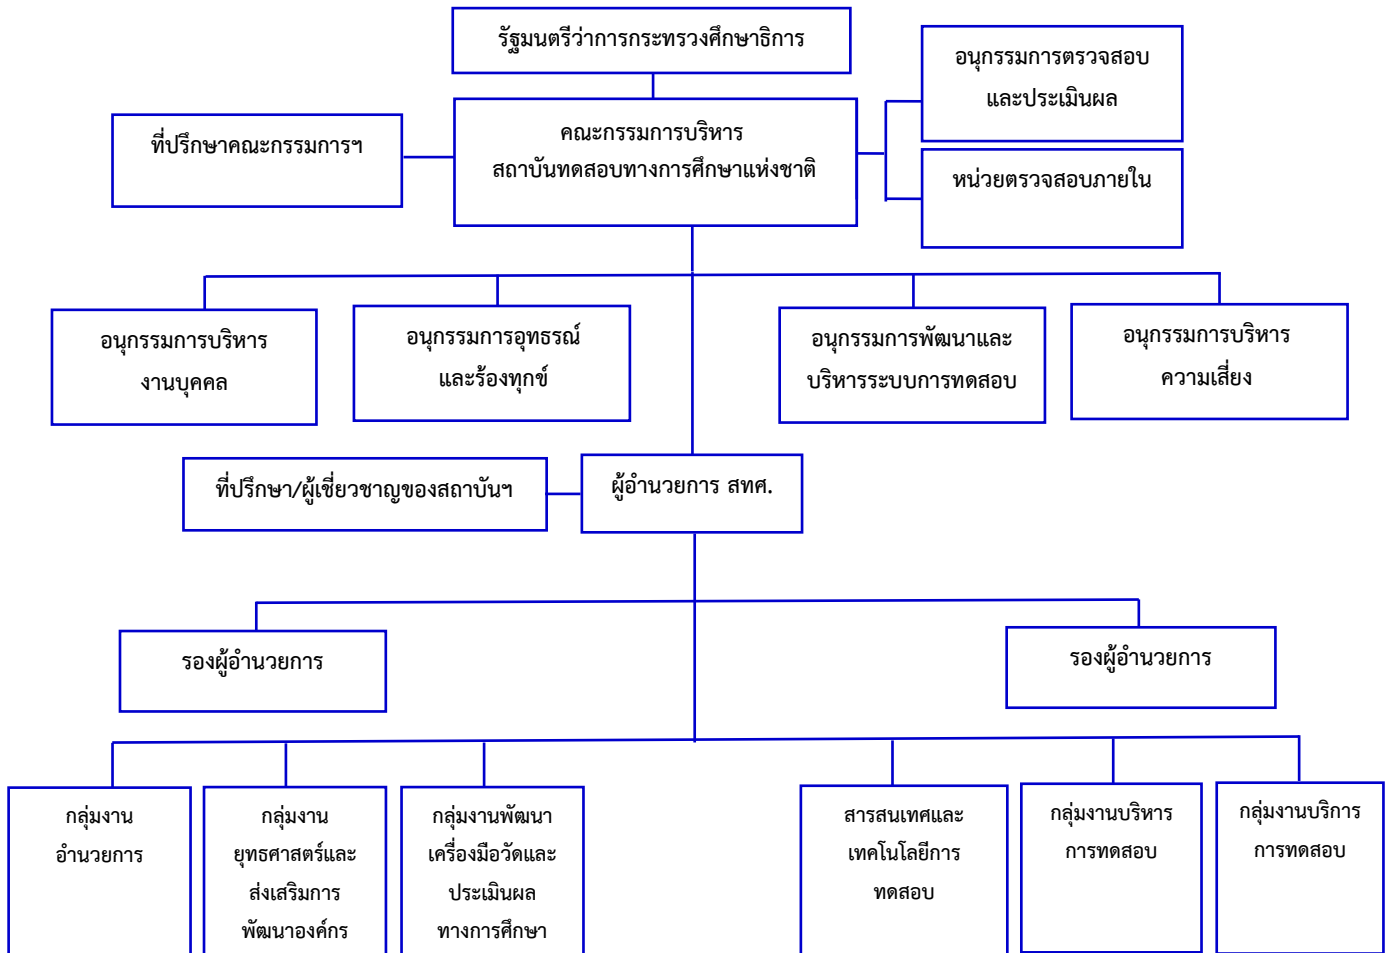 รัฐมนตรีว่าการกระทรวงศึกษาธิการ
อนุกรรมการตรวจสอบ
และประเมินผล
ที่ปรึกษาคณะกรรมการฯ
คณะกรรมการบริหาร
สถาบันทดสอบทางการศึกษาแห่งชาติ
หน่วยตรวจสอบภายใน
อนุกรรมการบริหาร
งานบุคคล
อนุกรรมการอุทธรณ์
และร้องทุกข์
อนุกรรมการพัฒนาและ
บริหารระบบการทดสอบ
อนุกรรมการบริหาร
ความเสี่ยง
ที่ปรึกษา/ผู้เชี่ยวชาญของสถาบันฯ
ผู้อำนวยการ สทศ.
รองผู้อำนวยการ
รองผู้อำนวยการ
กลุ่มงาน
อำนวยการ
กลุ่มงาน
ยุทธศาสตร์และ
ส่งเสริมการ
พัฒนาองค์กร
กลุ่มงานพัฒนา
เครื่องมือวัดและ
ประเมินผล
ทางการศึกษา
สารสนเทศและ
เทคโนโลยีการ
ทดสอบ
กลุ่มงานบริหาร
การทดสอบ
กลุ่มงานบริการ
การทดสอบ